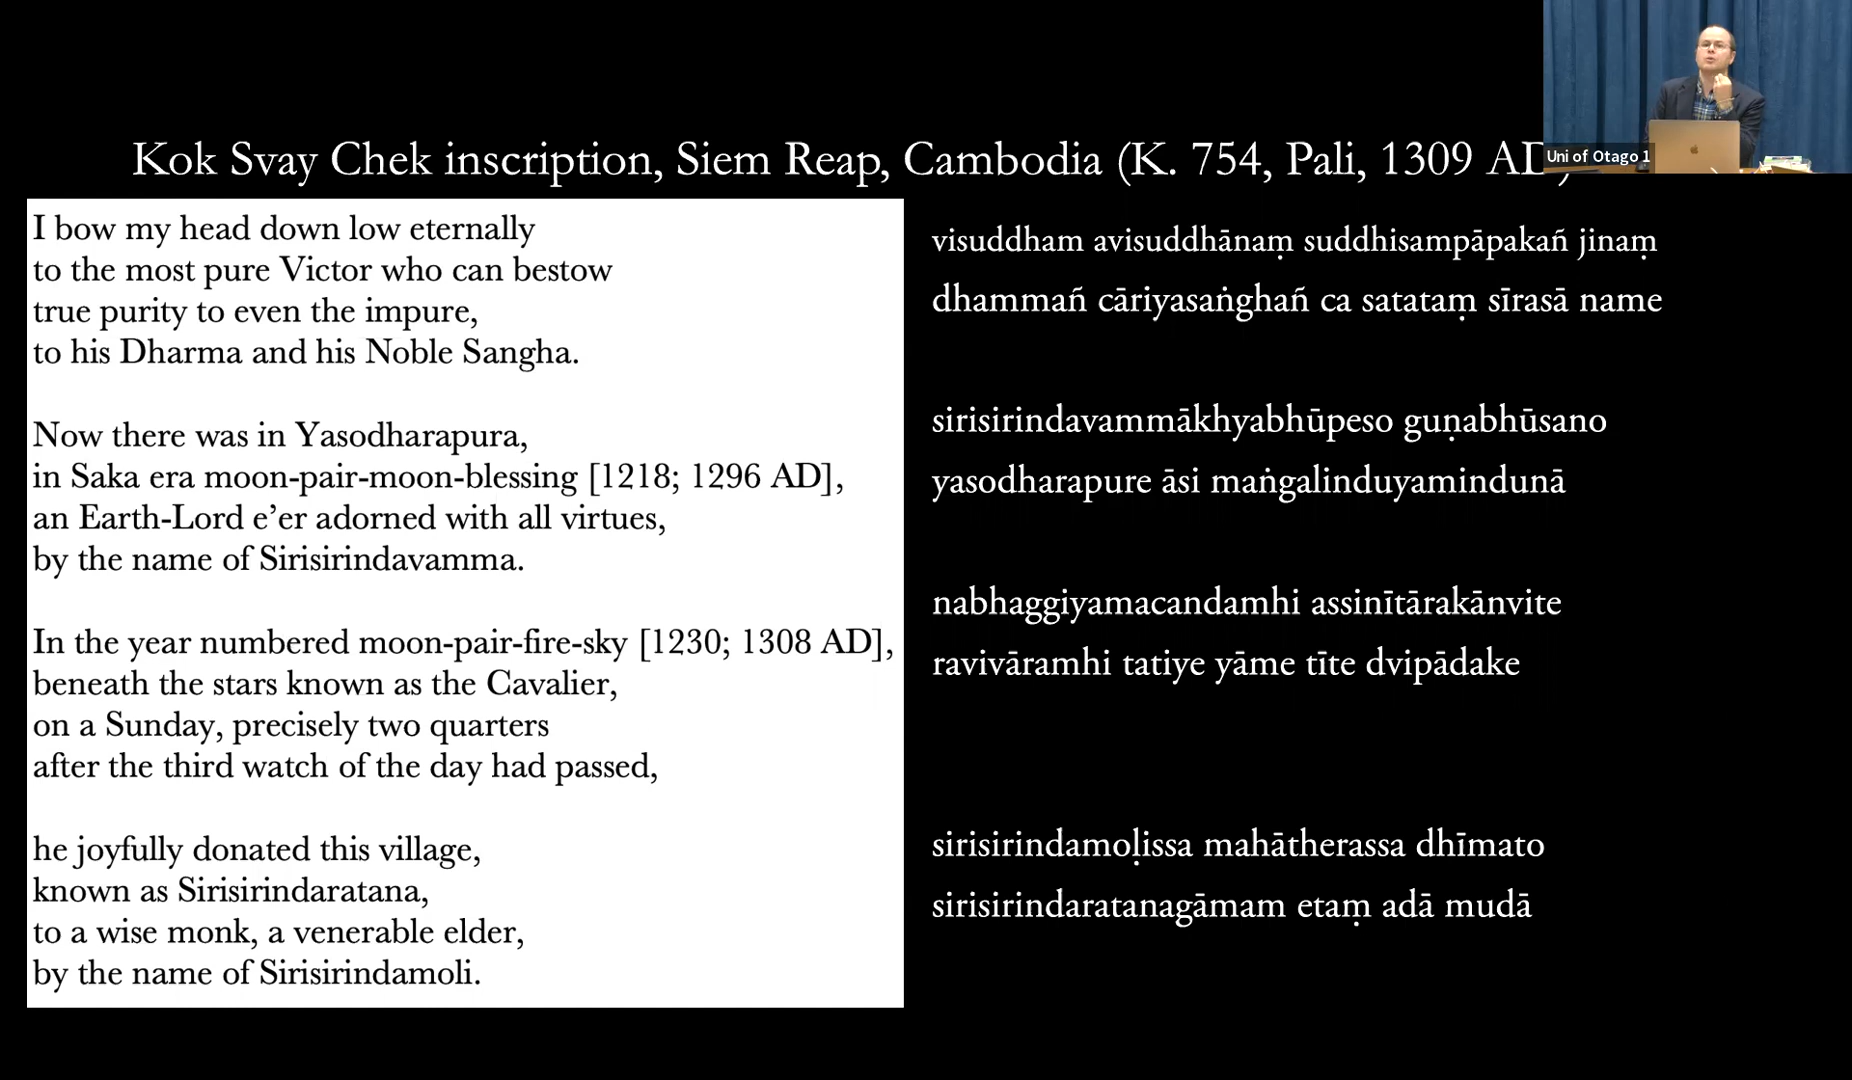 Kok Svay Chek inscription, Siem Reap, Cambodia (K. 754, Pali, 1309 AD)
Uni of Otago 1
I bow my head down low eternally
to the most pure Victor who can bestow
true purity to even the impure,
to his Dharma and his Noble Sangha.
Now there was in Yasodharapura,
in Saka era moon-pair-moon-blessing [1218; 1296 AD],
an Earth-Lord e’er adorned with all virtues,
by the name of Sirisirindavamma.
In the year numbered moon-pair-fire-sky [1230; 1308 AD],
beneath the stars known as the Cavalier,
on a Sunday, precisely two quarters
after the third watch of the day had passed,
he joyfully donated this village,
known as Sirisirindaratana,
to a wise monk, a venerable elder,
by the name of Sirisirindamoli.
visuddham avisuddhānaṃ suddhisampāpakañ jinaṃ
dhammañ cāriyasaṅghañ ca satataṃ sīrasā name
sirisirindavammākhyabhūpeso guṇabhūsano
yasodharapure āsi maṅgalinduyamindunā
nabhaggiyamacandamhi assinītārakānvite
ravivāramhi tatiye yāme tīte dvipādake
sirisirindamoḷissa mahātherassa dhīmato
sirisirindaratanagāmam etaṃ adā mudā